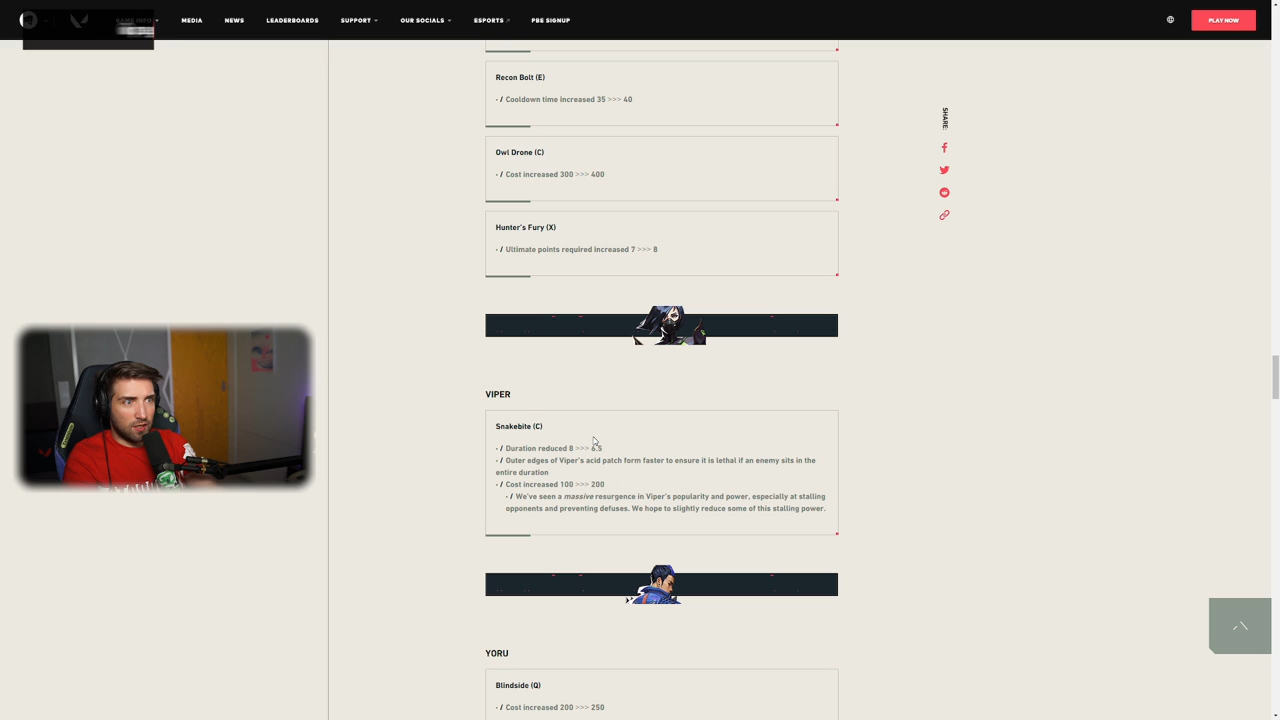 GAME INFO
MEDIA
NEWS
LEADERBOARDS
SUPPORT
OUR SOCIALS
ESPORTS
PBE SIGNUP
PLAY NOW
SHARE:
Recon Bolt (E)
· / Cooldown time increased 35 >>> 40
Owl Drone (C)
· / Cost increased 300 >>> 400
Hunter's Fury (X)
· / Ultimate points required increased 7 >>> 8
VIPER
Snakebite (C)
· / Duration reduced 8 >>> 6.5
· / Outer edges of Viper's acid patch form faster to ensure it is lethal if an enemy sits in the
entire duration
· / Cost increased 100 >>> 200
· / We've seen a massive resurgence in Viper's popularity and power, especially at stalling
opponents and preventing defuses. We hope to slightly reduce some of this stalling power.
YORU
Blindside (Q)
· / Cost increased 200 >>> 250